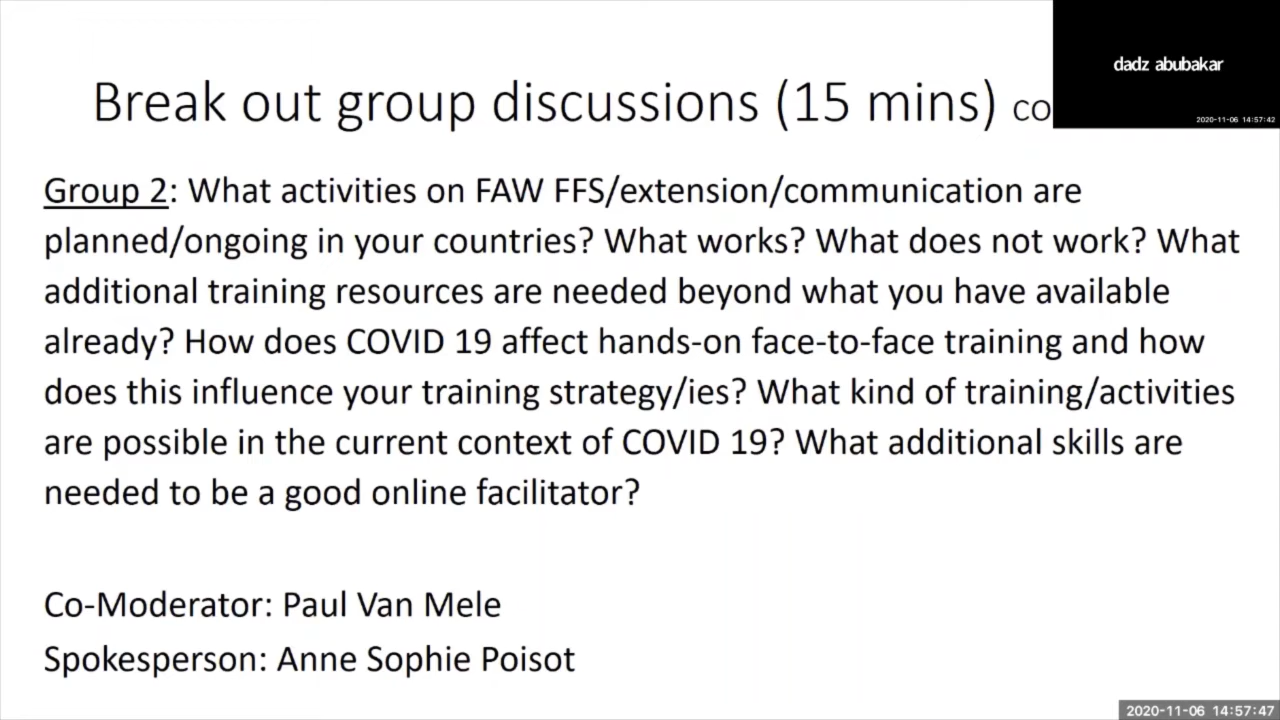 dadz abubakar
2020-11-06 14:57:42
Break out group discussions (15 mins) co
Group 2: What activities on FAW FFS/extension/communication are
planned/ongoing in your countries? What works? What does not work? What
additional training resources are needed beyond what you have available
already? How does COVID 19 affect hands-on face-to-face training and how
does this influence your training strategy/ies? What kind of training/activities
are possible in the current context of COVID 19? What additional skills are
needed to be a good online facilitator?
Co-Moderator: Paul Van Mele
Spokesperson: Anne Sophie Poisot
2020-11-06 14:57:47